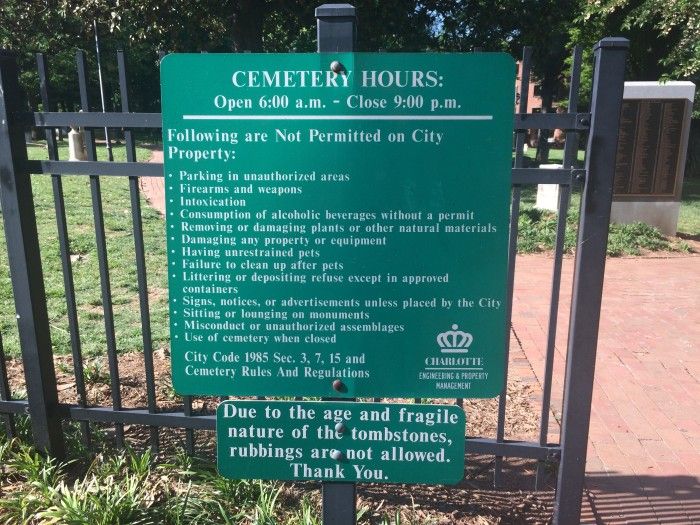 CEMETERY HOURS:
Open 6:00 a.m. - Close 9:00 p.m.
Following are Not Permitted on City
Property:
• Parking in unauthorized areas
• Firearms and weapons
• Intoxication
• Consumption of alcoholic beverages without a permit
• Removing or damaging plants or other natural materials
• Damaging any property or equipment
• Having unrestrained pets
• Failure to clean up after pets
• Littering or depositing refuse except in approved
containers
• Signs, notices, or advertisements unless placed by the City
• Sitting or lounging on monuments
• Misconduct or unauthorized assemblages
• Use of cemetery when closed
City Code 1985 Sec. 3, 7, 15 and
Cemetery Rules And Regulations
CHARLOTTE
ENGINEERING & PROPERTY
MANAGEMENT
Due to the age and fragile
nature of the tombstones,
rubbings are not allowed.
Thank You.